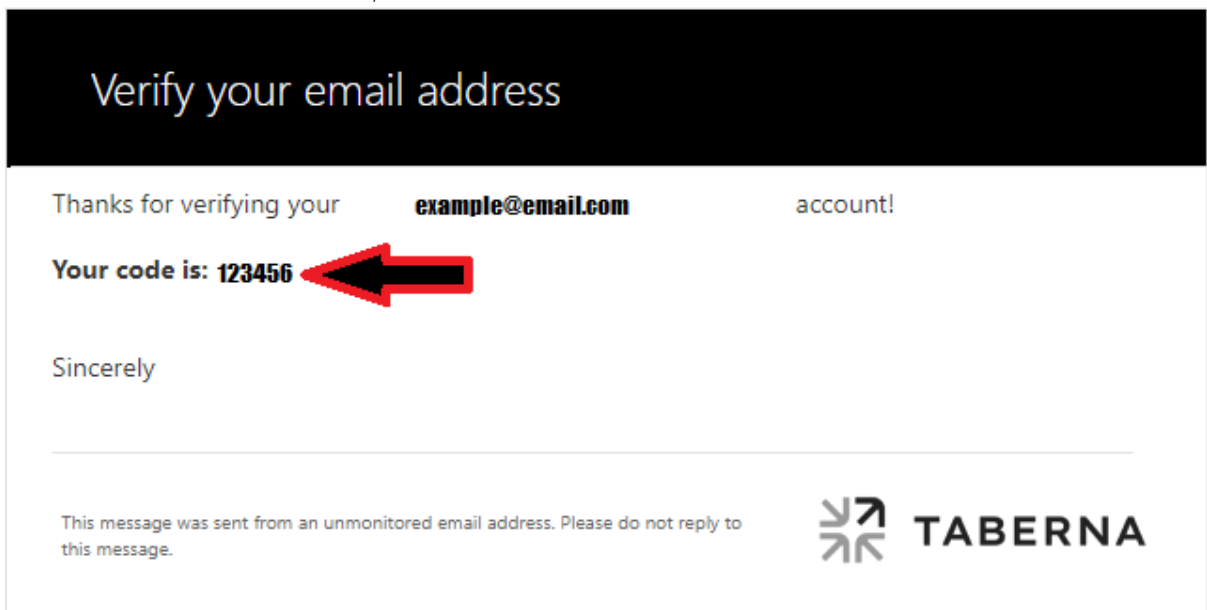 Verify your email address
Thanks for verifying your example@email.com account!
Your code is: 123456
Sincerely
This message was sent from an unmonitored email address. Please do not reply to
this message.
TABERNA